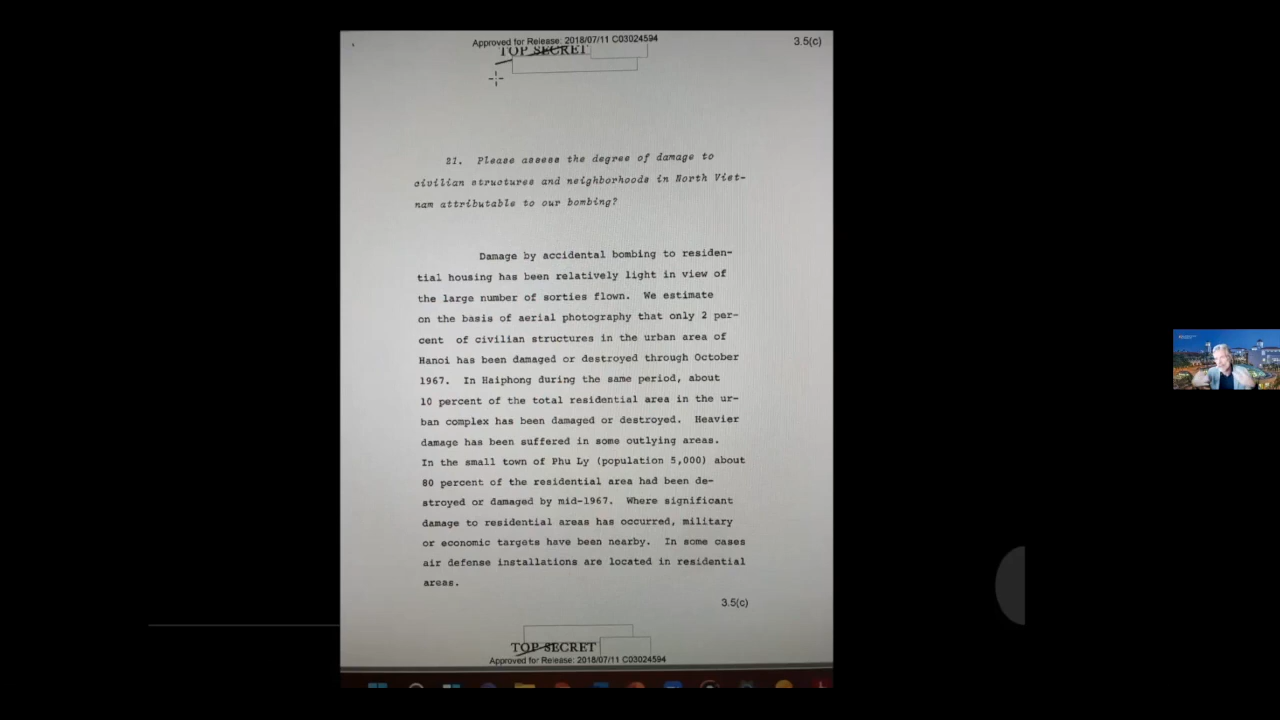 Approved for Release: 2018/07/11 C03024594
3.5(c)
TOP SECRET
21. Please assess the degree of damage to
civilian structures and neighborhoods in North Viet-
nam attributable to our bombing?
Damage by accidental bombing to residen-
tial housing has been relatively light in view of
the large number of sorties flown. We estimate
on the basis of aerial photography that only 2 per-
cent of civilian structures in the urban area of
Hanoi has been damaged or destroyed through October
1967. In Haiphong during the same period, about
10 percent of the total residential area in the ur-
ban complex has been damaged or destroyed. Heavier
damage has been suffered in some outlying areas.
In the small town of Phu Ly (population 5,000) about
80 percent of the residential area had been de-
stroyed or damaged by mid-1967. Where significant
damage to residential areas has occurred, military
or economic targets have been nearby. In some cases
air defense installations are located in residential
areas.
3.5(c)
TOP SECRET
Approved for Release: 2018/07/11 C03024594